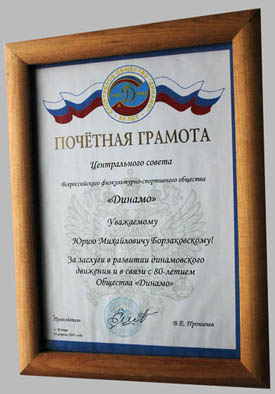 ПОЧЁТНАЯ ГРАМОТА
Центрального совета
Всероссийского физкультурно-спортивного общества
«Динамо»
Уважаемому
Юрию Михайловичу Борзаковскому!
За заслуги в развитии динамовского
движения и в связи с 80-летием
Общества «Динамо»
Председатель
В.Е. Проничев
г. Москва